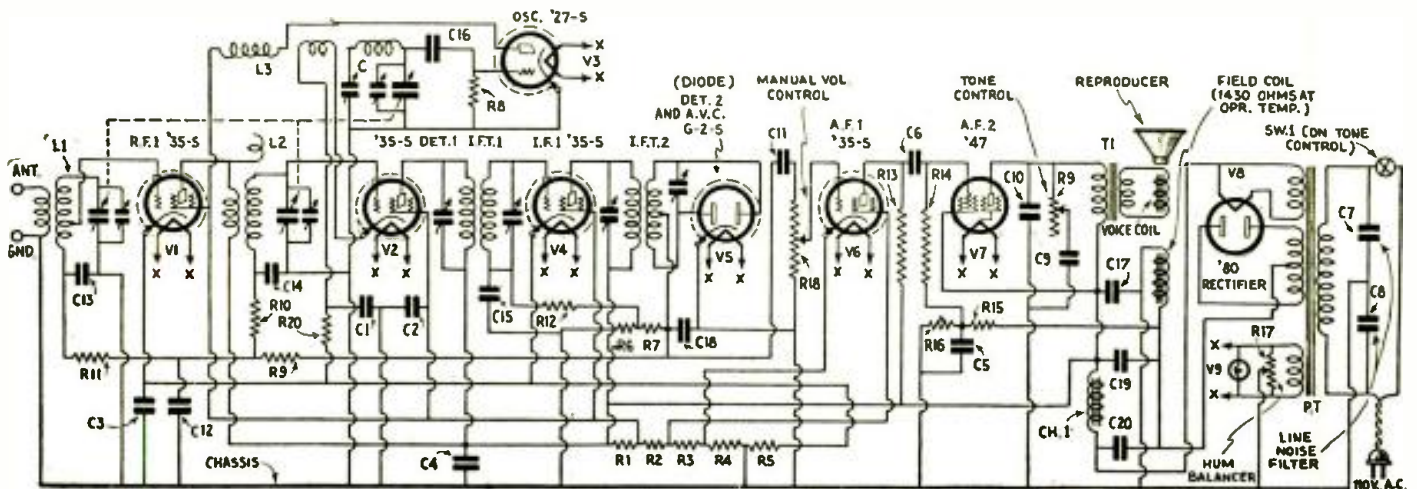 OSC. '27-S
C16
X
V3
X
L3
C
R8
(DIODE)
DET. 2
AND A.V.C.
G-2-S
MANUAL VOL.
CONTROL
TONE
CONTROL
REPRODUCER
FIELD COIL
(1430 OHMS AT
OPR. TEMP.)
SW.1 (ON TONE
CONTROL)
L1
R.F.1 '35-S
L2
'35-S DET.1
I.F.T.1
I.F.1 '35-S
I.F.T.2
C11
A.F.1
'35-S
C6
A.F.2
'47
T1
V8
ANT.
GND
R13
R14
C10
R9
C7
VOICE COIL
V1
V2
V4
V5
V6
V7
X
X
X
X
X
X
X
X
X
X
X
X
'80
RECTIFIER
C13
C14
R10
R20
C1
C2
C15
R12
R6
R7
C18
R18
C9
C17
C8
R16
R15
C5
R17
X
V9
X
R11
R9
C19
C3
C12
CH.1
C20
PT
C4
R1
R2
R3
R4
R5
CHASSIS
HUM
BALANCER
LINE
NOISE
FILTER
110V. A.C.